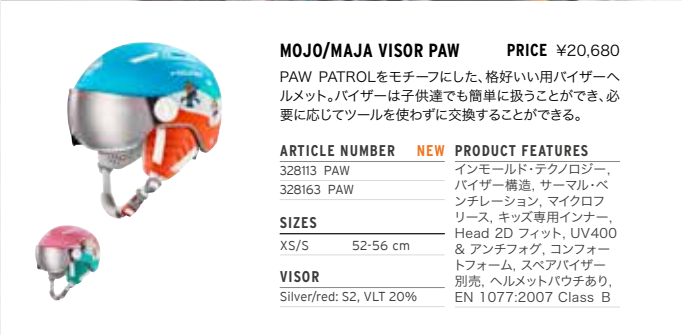 MOJO/MAJA VISOR PAW PRICE ¥20,680
PAW PATROLをモチーフにした、格好いい用バイザーヘ
ルメット。バイザーは子供達でも簡単に扱うことができ、必
要に応じてツールを使わずに交換することができる。
ARTICLE NUMBER NEW
328113 PAW
328163 PAW
SIZES
XS/S 52-56 cm
VISOR
Silver/red: S2, VLT 20%
PRODUCT FEATURES
インモールド・テクノロジー,
バイザー構造, サーマル・ベ
ンチレーション, マイクロフ
リース, キッズ専用インナー,
Head 2D フィット, UV400
& アンチフォグ, コンフォー
トフォーム, スペアバイザー
別売, ヘルメットパウチあり,
EN 1077:2007 Class B
HEAD